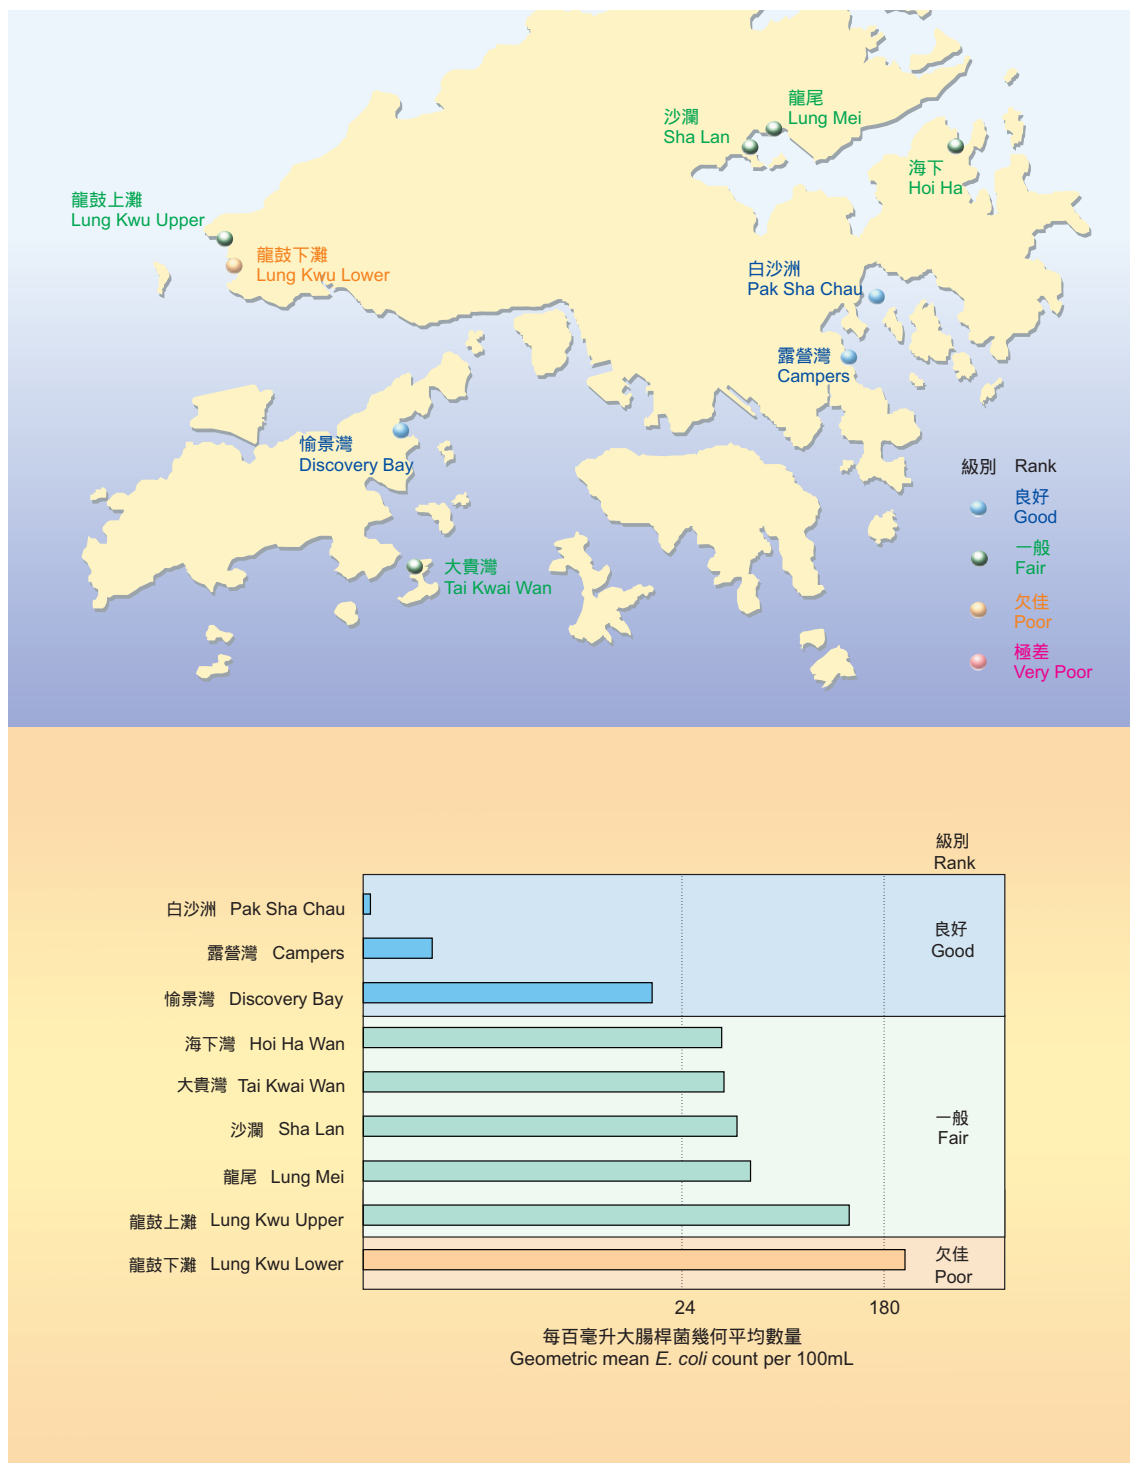 龍尾
Lung Mei
沙瀾
Sha Lan
海下
Hoi Ha
龍鼓上灘
Lung Kwu Upper
龍鼓下灘
Lung Kwu Lower
白沙洲
Pak Sha Chau
露營灣
Campers
愉景灣
Discovery Bay
大貴灣
Tai Kwai Wan
級別 Rank
良好
Good
一般
Fair
欠佳
Poor
極差
Very Poor
級別
Rank
白沙洲 Pak Sha Chau
露營灣 Campers
愉景灣 Discovery Bay
良好
Good
海下灣 Hoi Ha Wan
大貴灣 Tai Kwai Wan
沙瀾 Sha Lan
龍尾 Lung Mei
龍鼓上灘 Lung Kwu Upper
一般
Fair
龍鼓下灘 Lung Kwu Lower
欠佳
Poor
24 180
每百毫升大腸桿菌幾何平均數量
Geometric mean E. coli count per 100mL